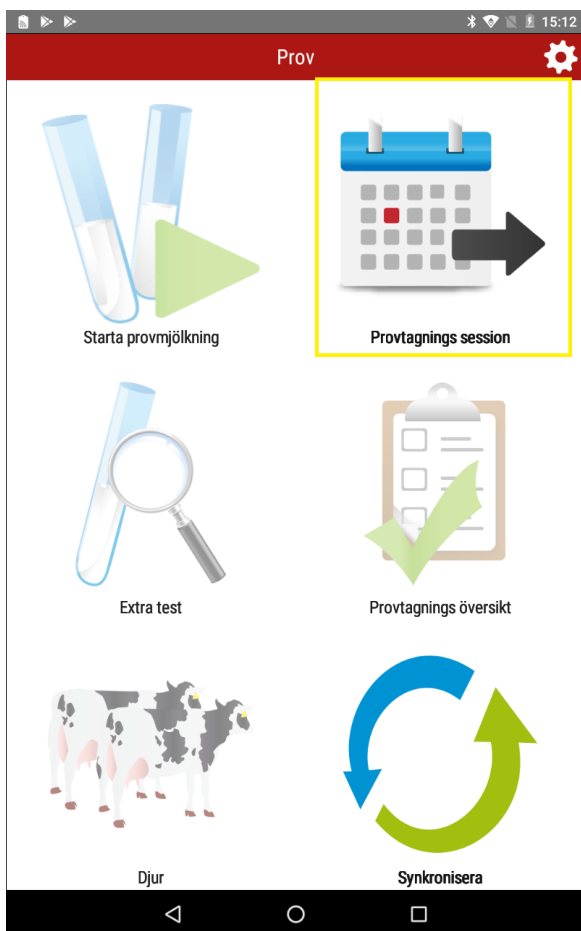 15:12
Prov
Starta provmjölkning
Provtagnings session
Extra test
Provtagnings översikt
Djur
Synkronisera